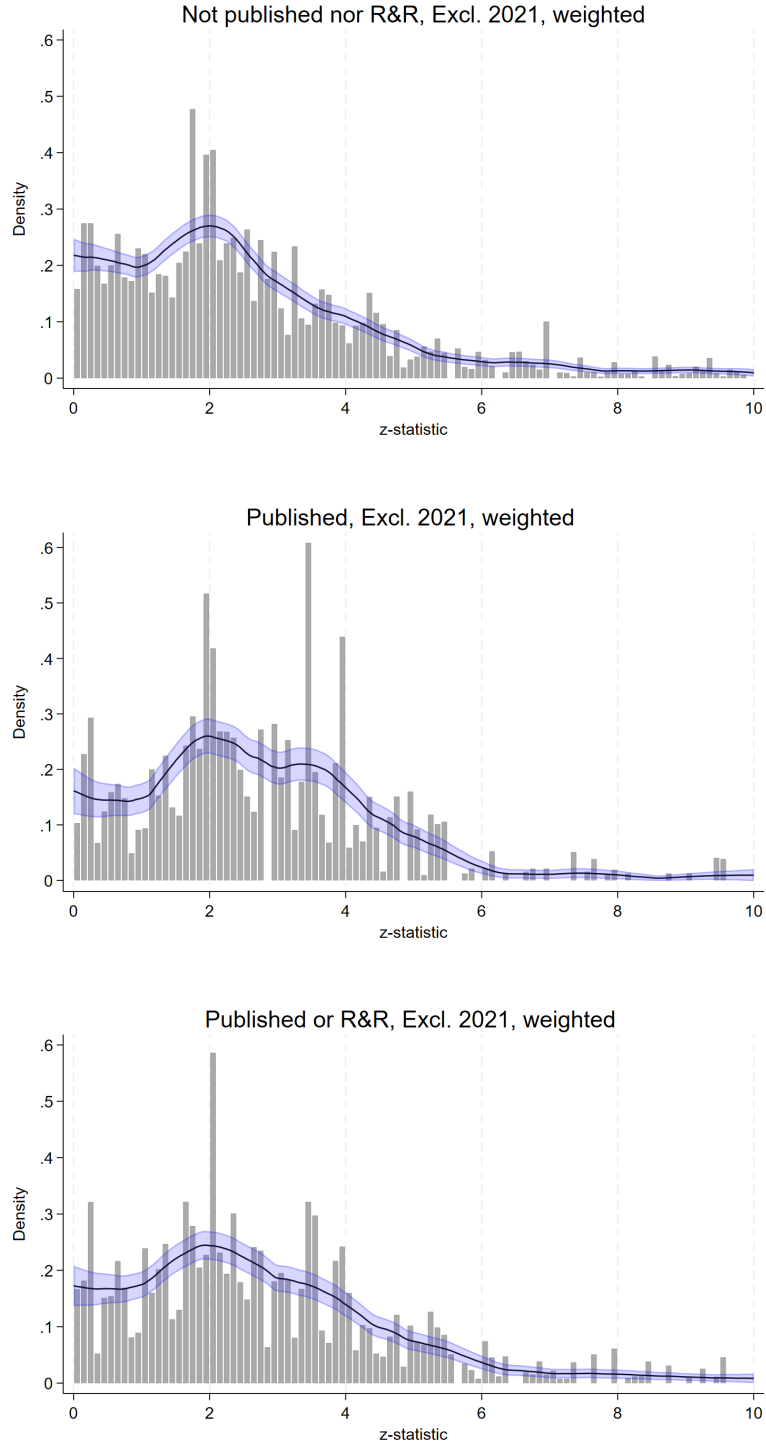 Not published nor R&R, Excl. 2021, weighted
.6
.5
.4
.3
.2
.1
0
Density
0 2 4 6 8 10
z-statistic
Published, Excl. 2021, weighted
.6
.5
.4
.3
.2
.1
0
Density
0 2 4 6 8 10
z-statistic
Published or R&R, Excl. 2021, weighted
.6
.5
.4
.3
.2
.1
0
Density
0 2 4 6 8 10
z-statistic